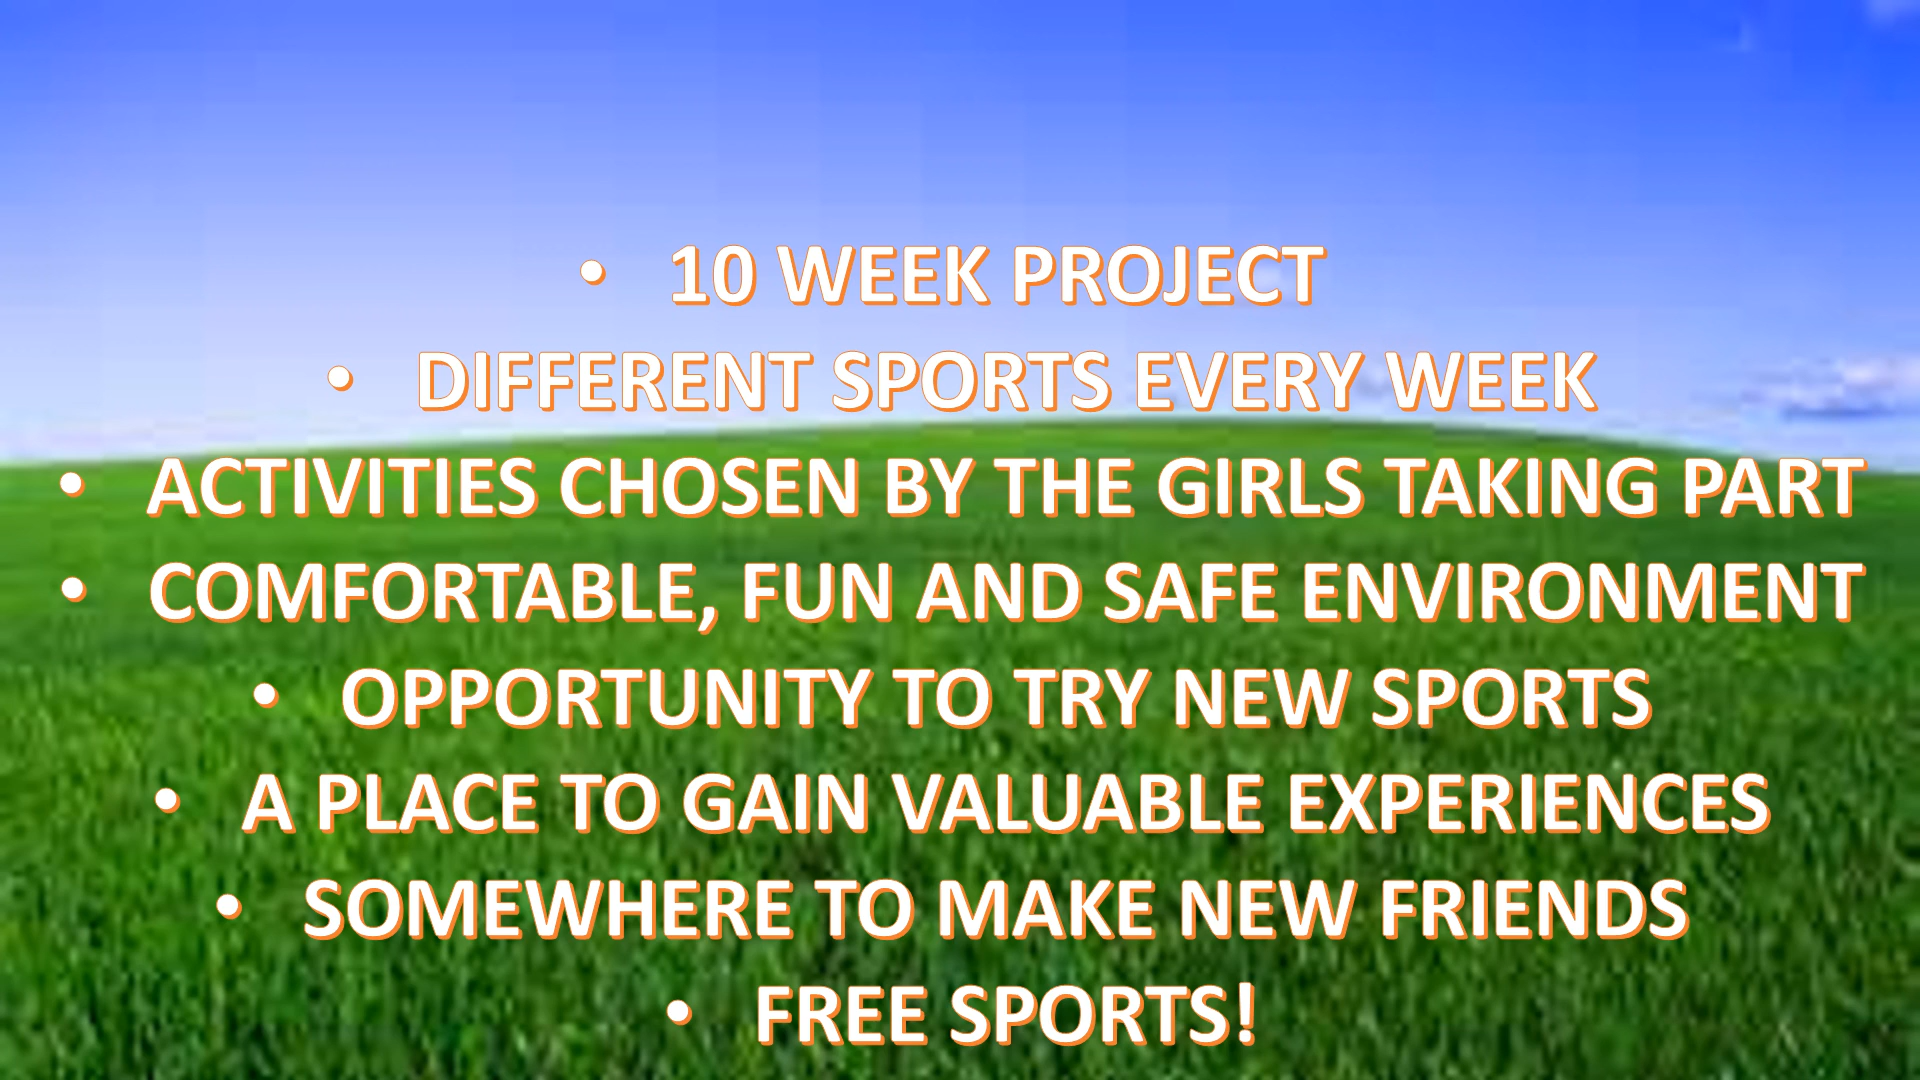 • 10 WEEK PROJECT
• DIFFERENT SPORTS EVERY WEEK
• ACTIVITIES CHOSEN BY THE GIRLS TAKING PART
• COMFORTABLE, FUN AND SAFE ENVIRONMENT
• OPPORTUNITY TO TRY NEW SPORTS
• A PLACE TO GAIN VALUABLE EXPERIENCES
• SOMEWHERE TO MAKE NEW FRIENDS
• FREE SPORTS!